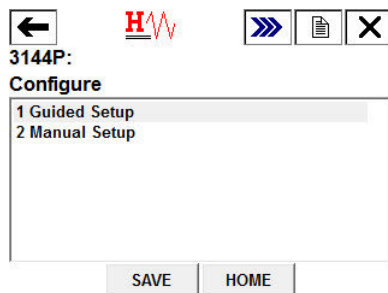 H
3144P:
Configure
1 Guided Setup
2 Manual Setup
SAVE HOME